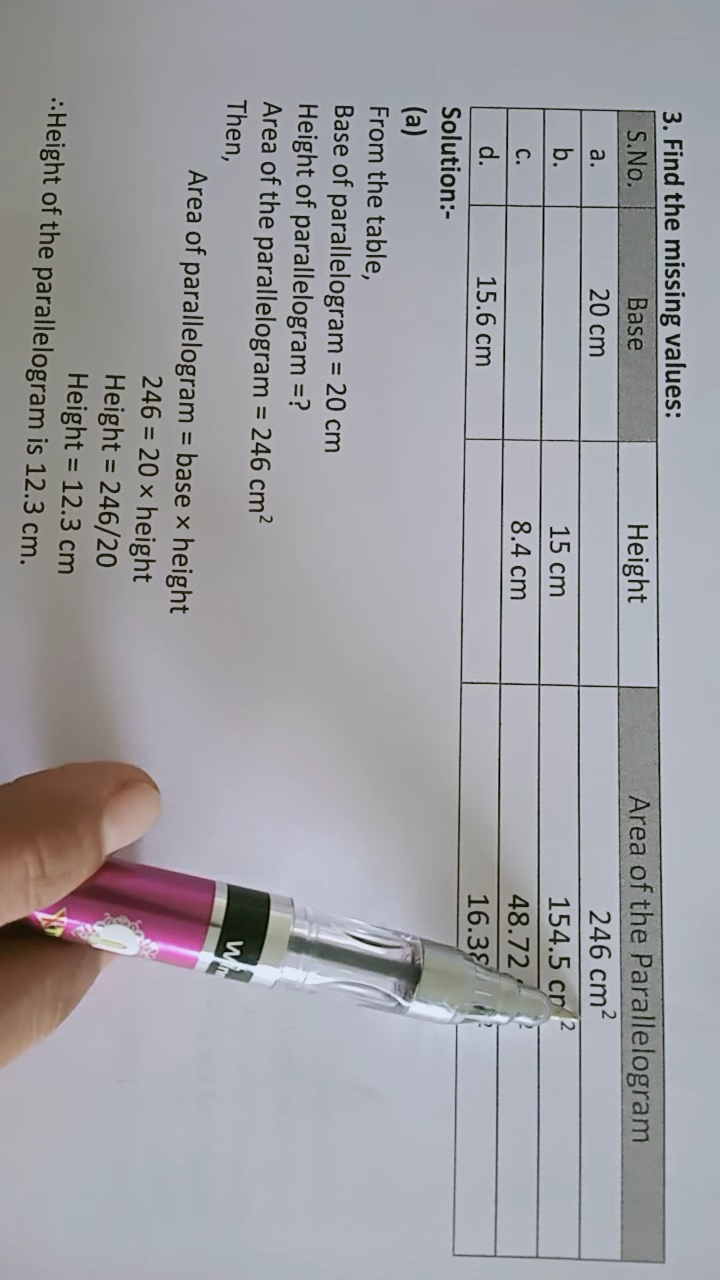 3. Find the missing values:
S.No. Base Height Area of the Parallelogram
a. 20 cm 246 cm²
b. 15 cm 154.5 cm²
c. 8.4 cm 48.72
d. 15.6 cm
Solution:-
(a)
From the table,
Base of parallelogram = 20 cm
Height of parallelogram =?
Area of the parallelogram = 246 cm²
Then,
Area of parallelogram = base × height
246 = 20 × height
Height = 246/20
Height = 12.3 cm
∴Height of the parallelogram is 12.3 cm.